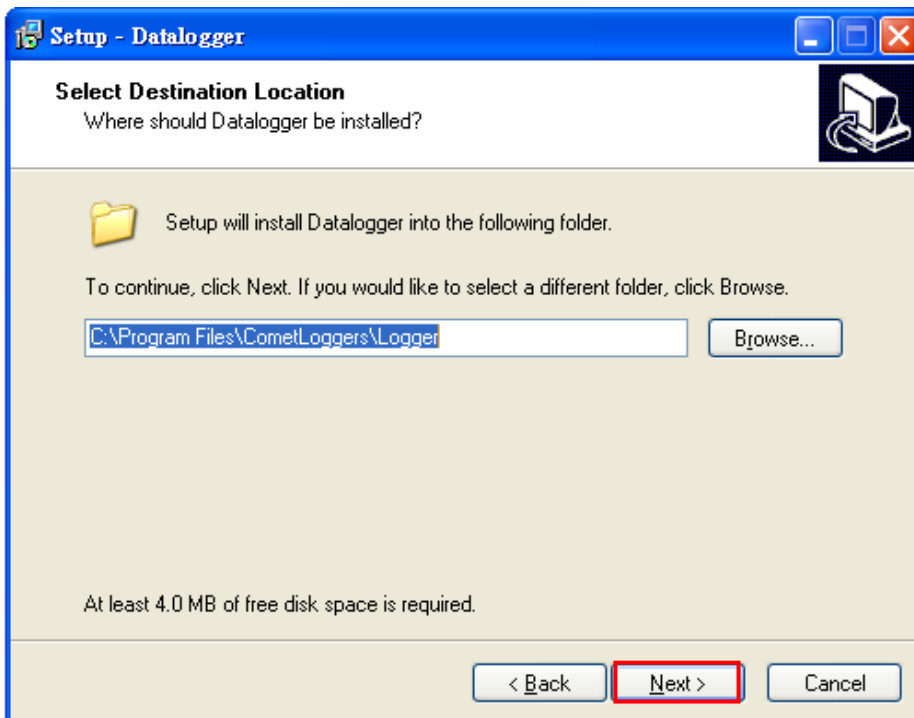 Setup - Datalogger
Select Destination Location
Where should Datalogger be installed?
Setup will install Datalogger into the following folder.
To continue, click Next. If you would like to select a different folder, click Browse.
C:\Program Files\CometLoggers\Logger
Browse...
At least 4.0 MB of free disk space is required.
< Back
Next >
Cancel